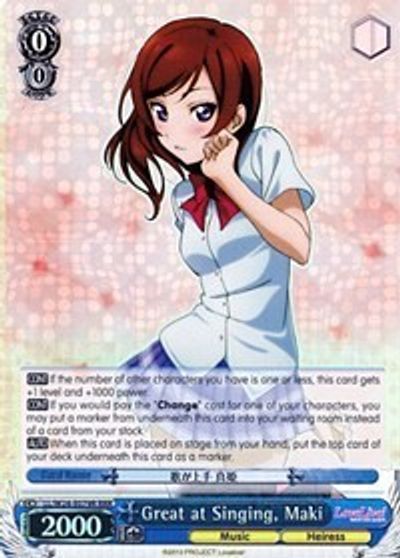 0
0
CONT If the number of other characters you have is one or less, this card gets
+1 level and +1000 power.
CONT If you would pay the "Change" cost for one of your characters, you
may put a marker from underneath this card into your waiting room instead
of a card from your stock.
AUTO When this card is placed on stage from your hand, put the top card of
your deck underneath this card as a marker.
Card Name
歌が上手 真姫
2000
Great at Singing, Maki
LoveLive!
Music
Heiress
©2013 PROJECT Lovelive!